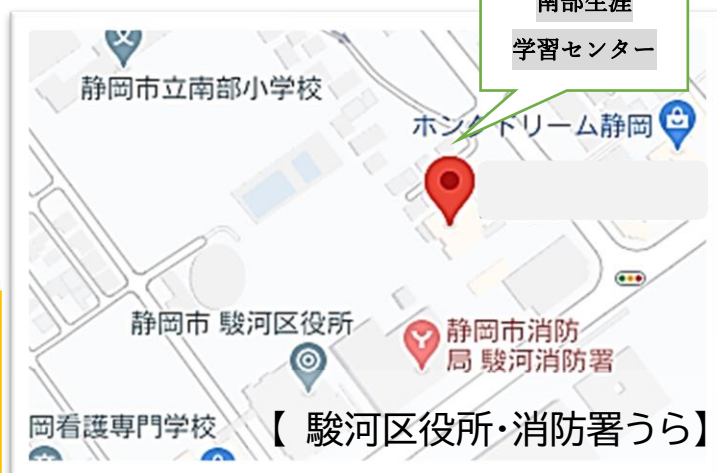 南部生涯
学習センター
静岡市立南部小学校
ホンダドリーム静岡
静岡市 駿河区役所
静岡市消防
局 駿河消防署
岡看護専門学校
【 駿河区役所・消防署うら】